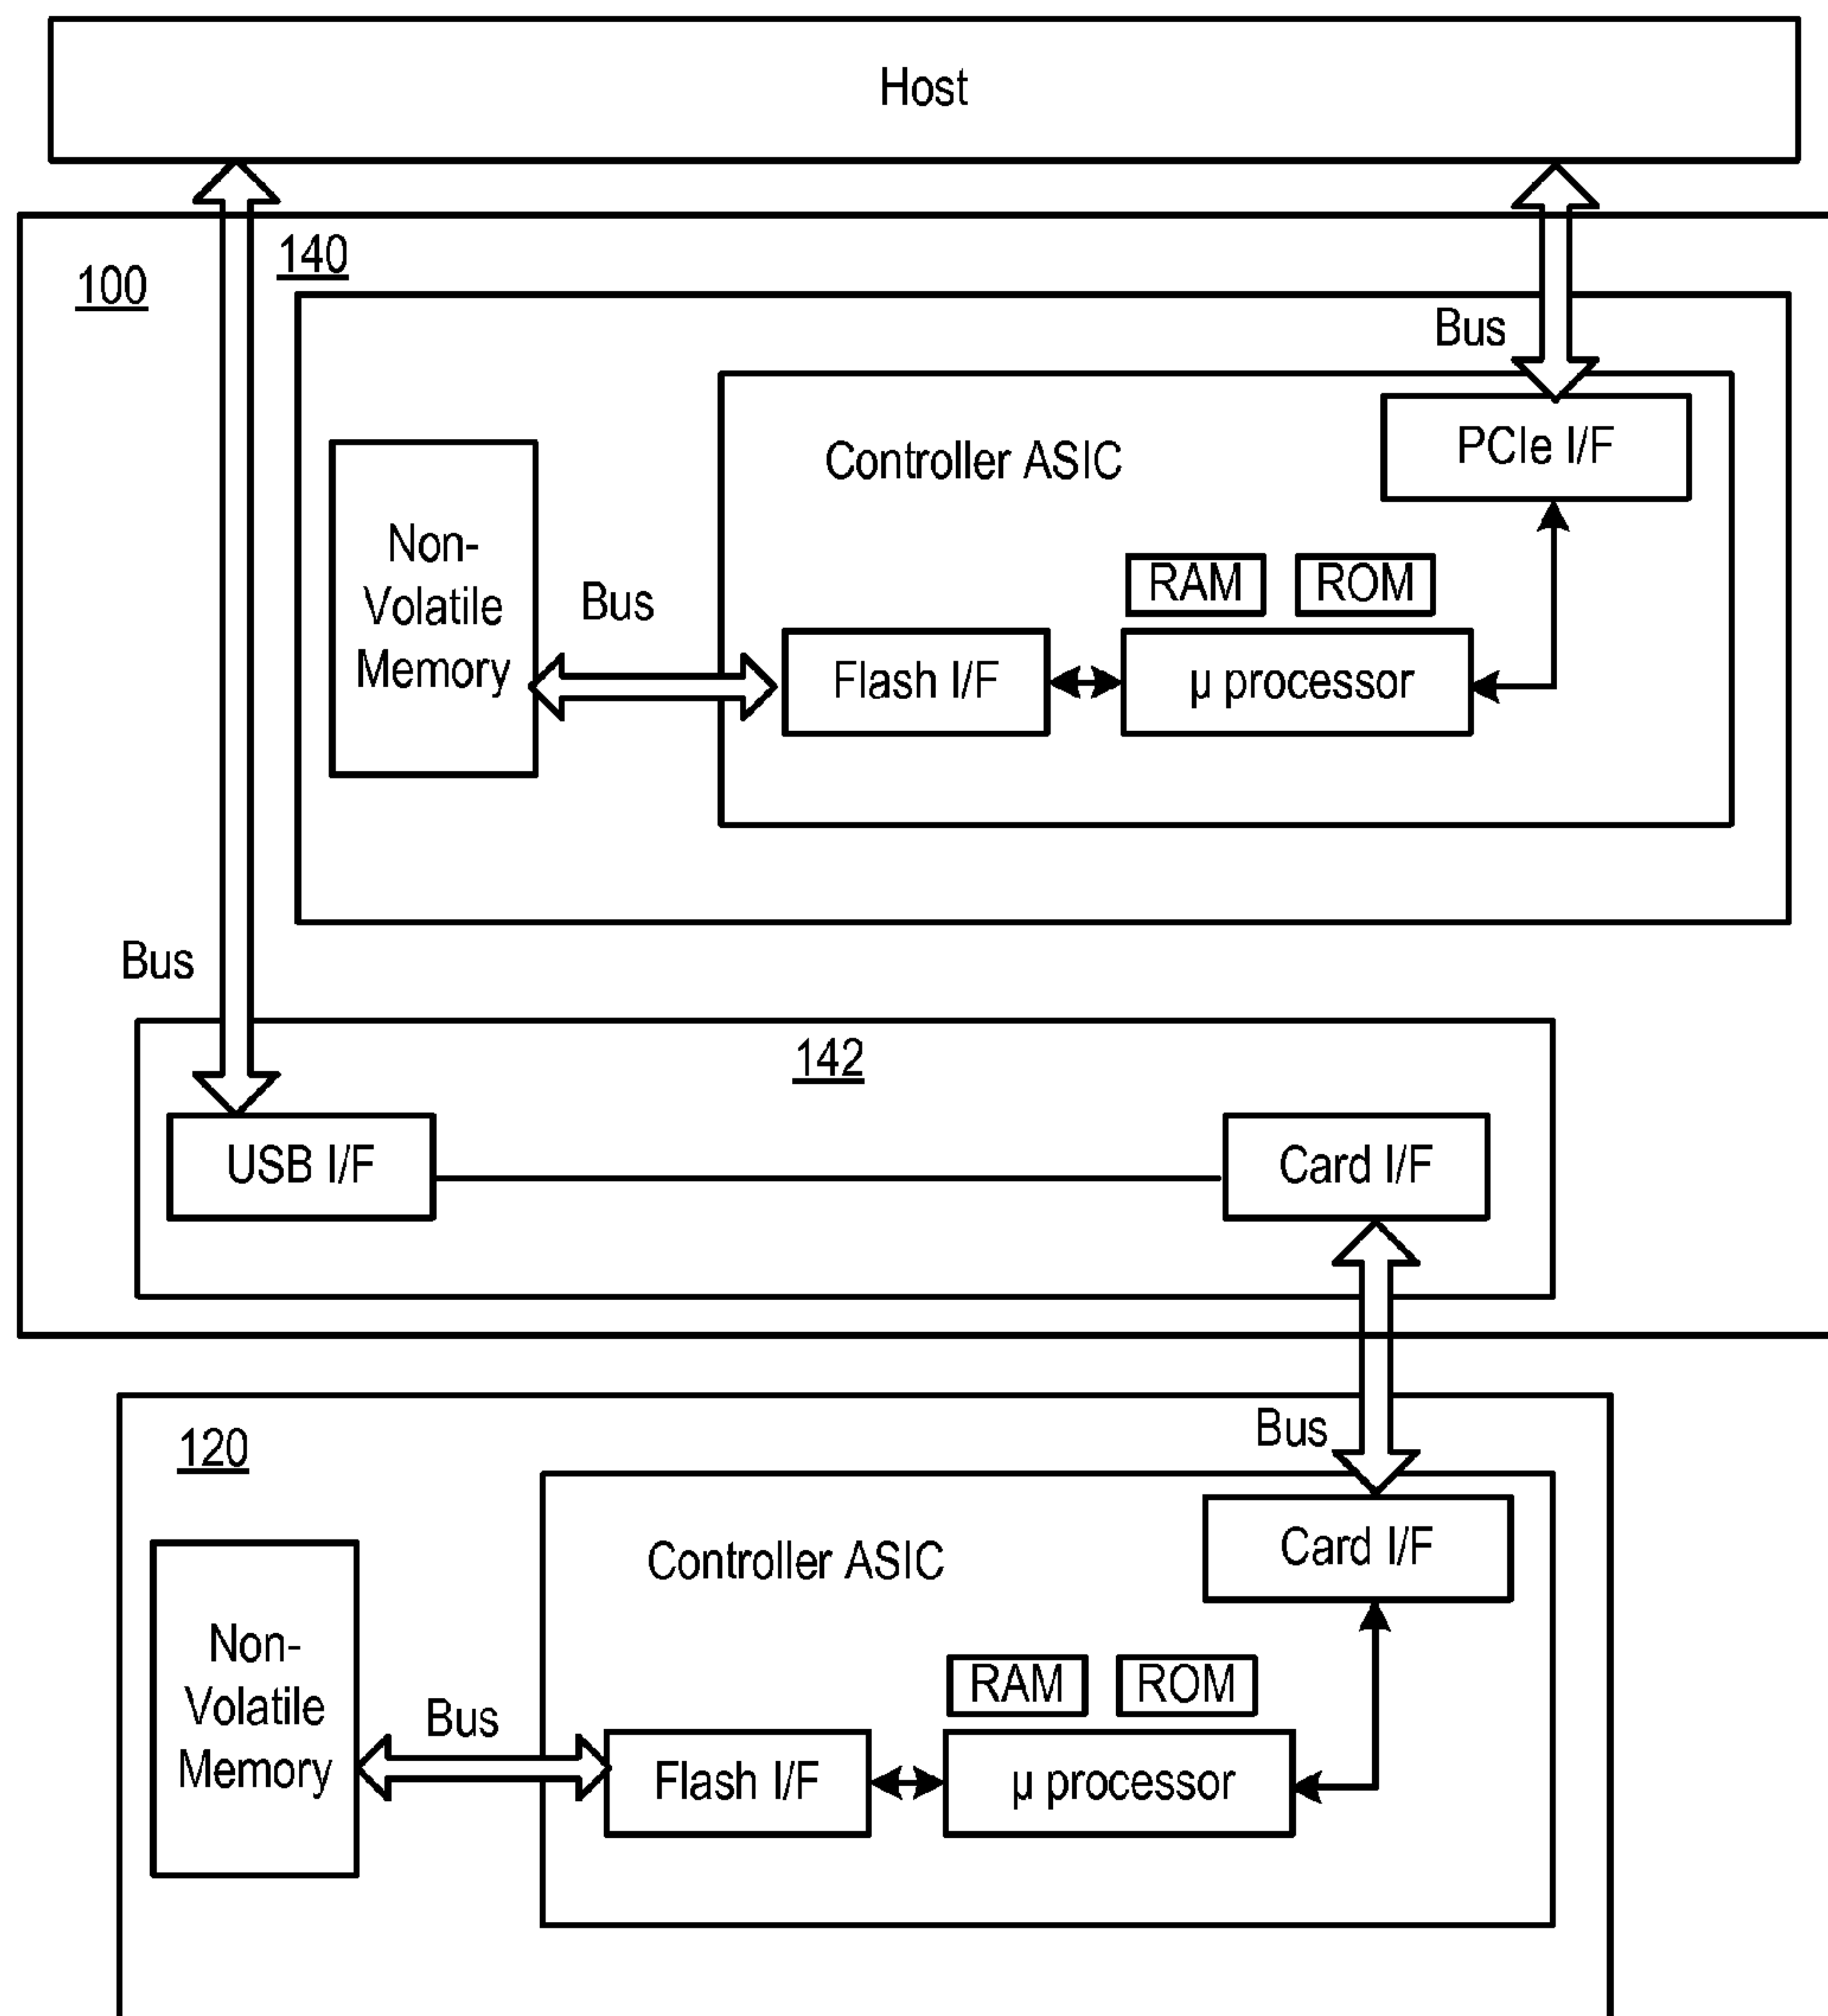 Host
100
140
Bus
PCIe I/F
Controller ASIC
Non-
Volatile
Memory
Bus
RAM
ROM
Flash I/F
µ processor
Bus
142
USB I/F
Card I/F
Bus
120
Card I/F
Controller ASIC
Non-
Volatile
Memory
Bus
RAM
ROM
Flash I/F
µ processor